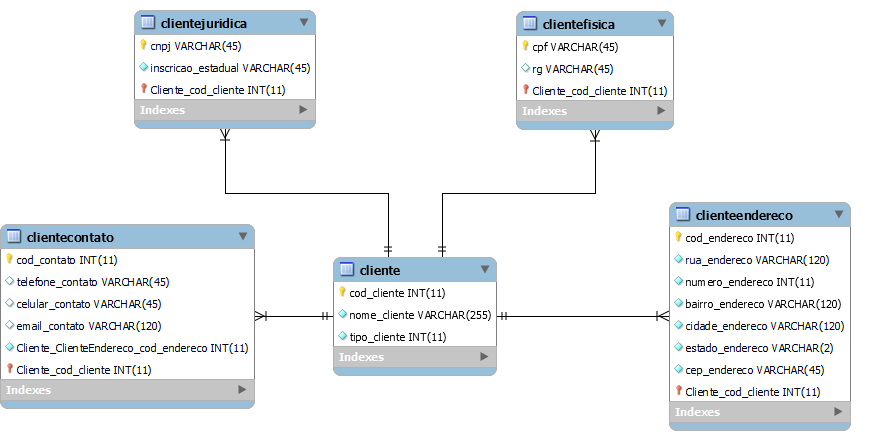 clientejuridica
cnpj VARCHAR(45)
inscricao_estadual VARCHAR(45)
Cliente_cod_cliente INT(11)
Indexes
clientefisica
cpf VARCHAR(45)
rg VARCHAR(45)
Cliente_cod_cliente INT(11)
Indexes
clientecontato
cod_contato INT(11)
telefone_contato VARCHAR(45)
celular_contato VARCHAR(45)
email_contato VARCHAR(120)
Cliente_ClienteEndereco_cod_endereco INT(11)
Cliente_cod_cliente INT(11)
Indexes
cliente
cod_cliente INT(11)
nome_cliente VARCHAR(255)
tipo_cliente INT(11)
Indexes
clienteendereco
cod_endereco INT(11)
rua_endereco VARCHAR(120)
numero_endereco INT(11)
bairro_endereco VARCHAR(120)
cidade_endereco VARCHAR(120)
estado_endereco VARCHAR(2)
cep_endereco VARCHAR(45)
Cliente_cod_cliente INT(11)
Indexes